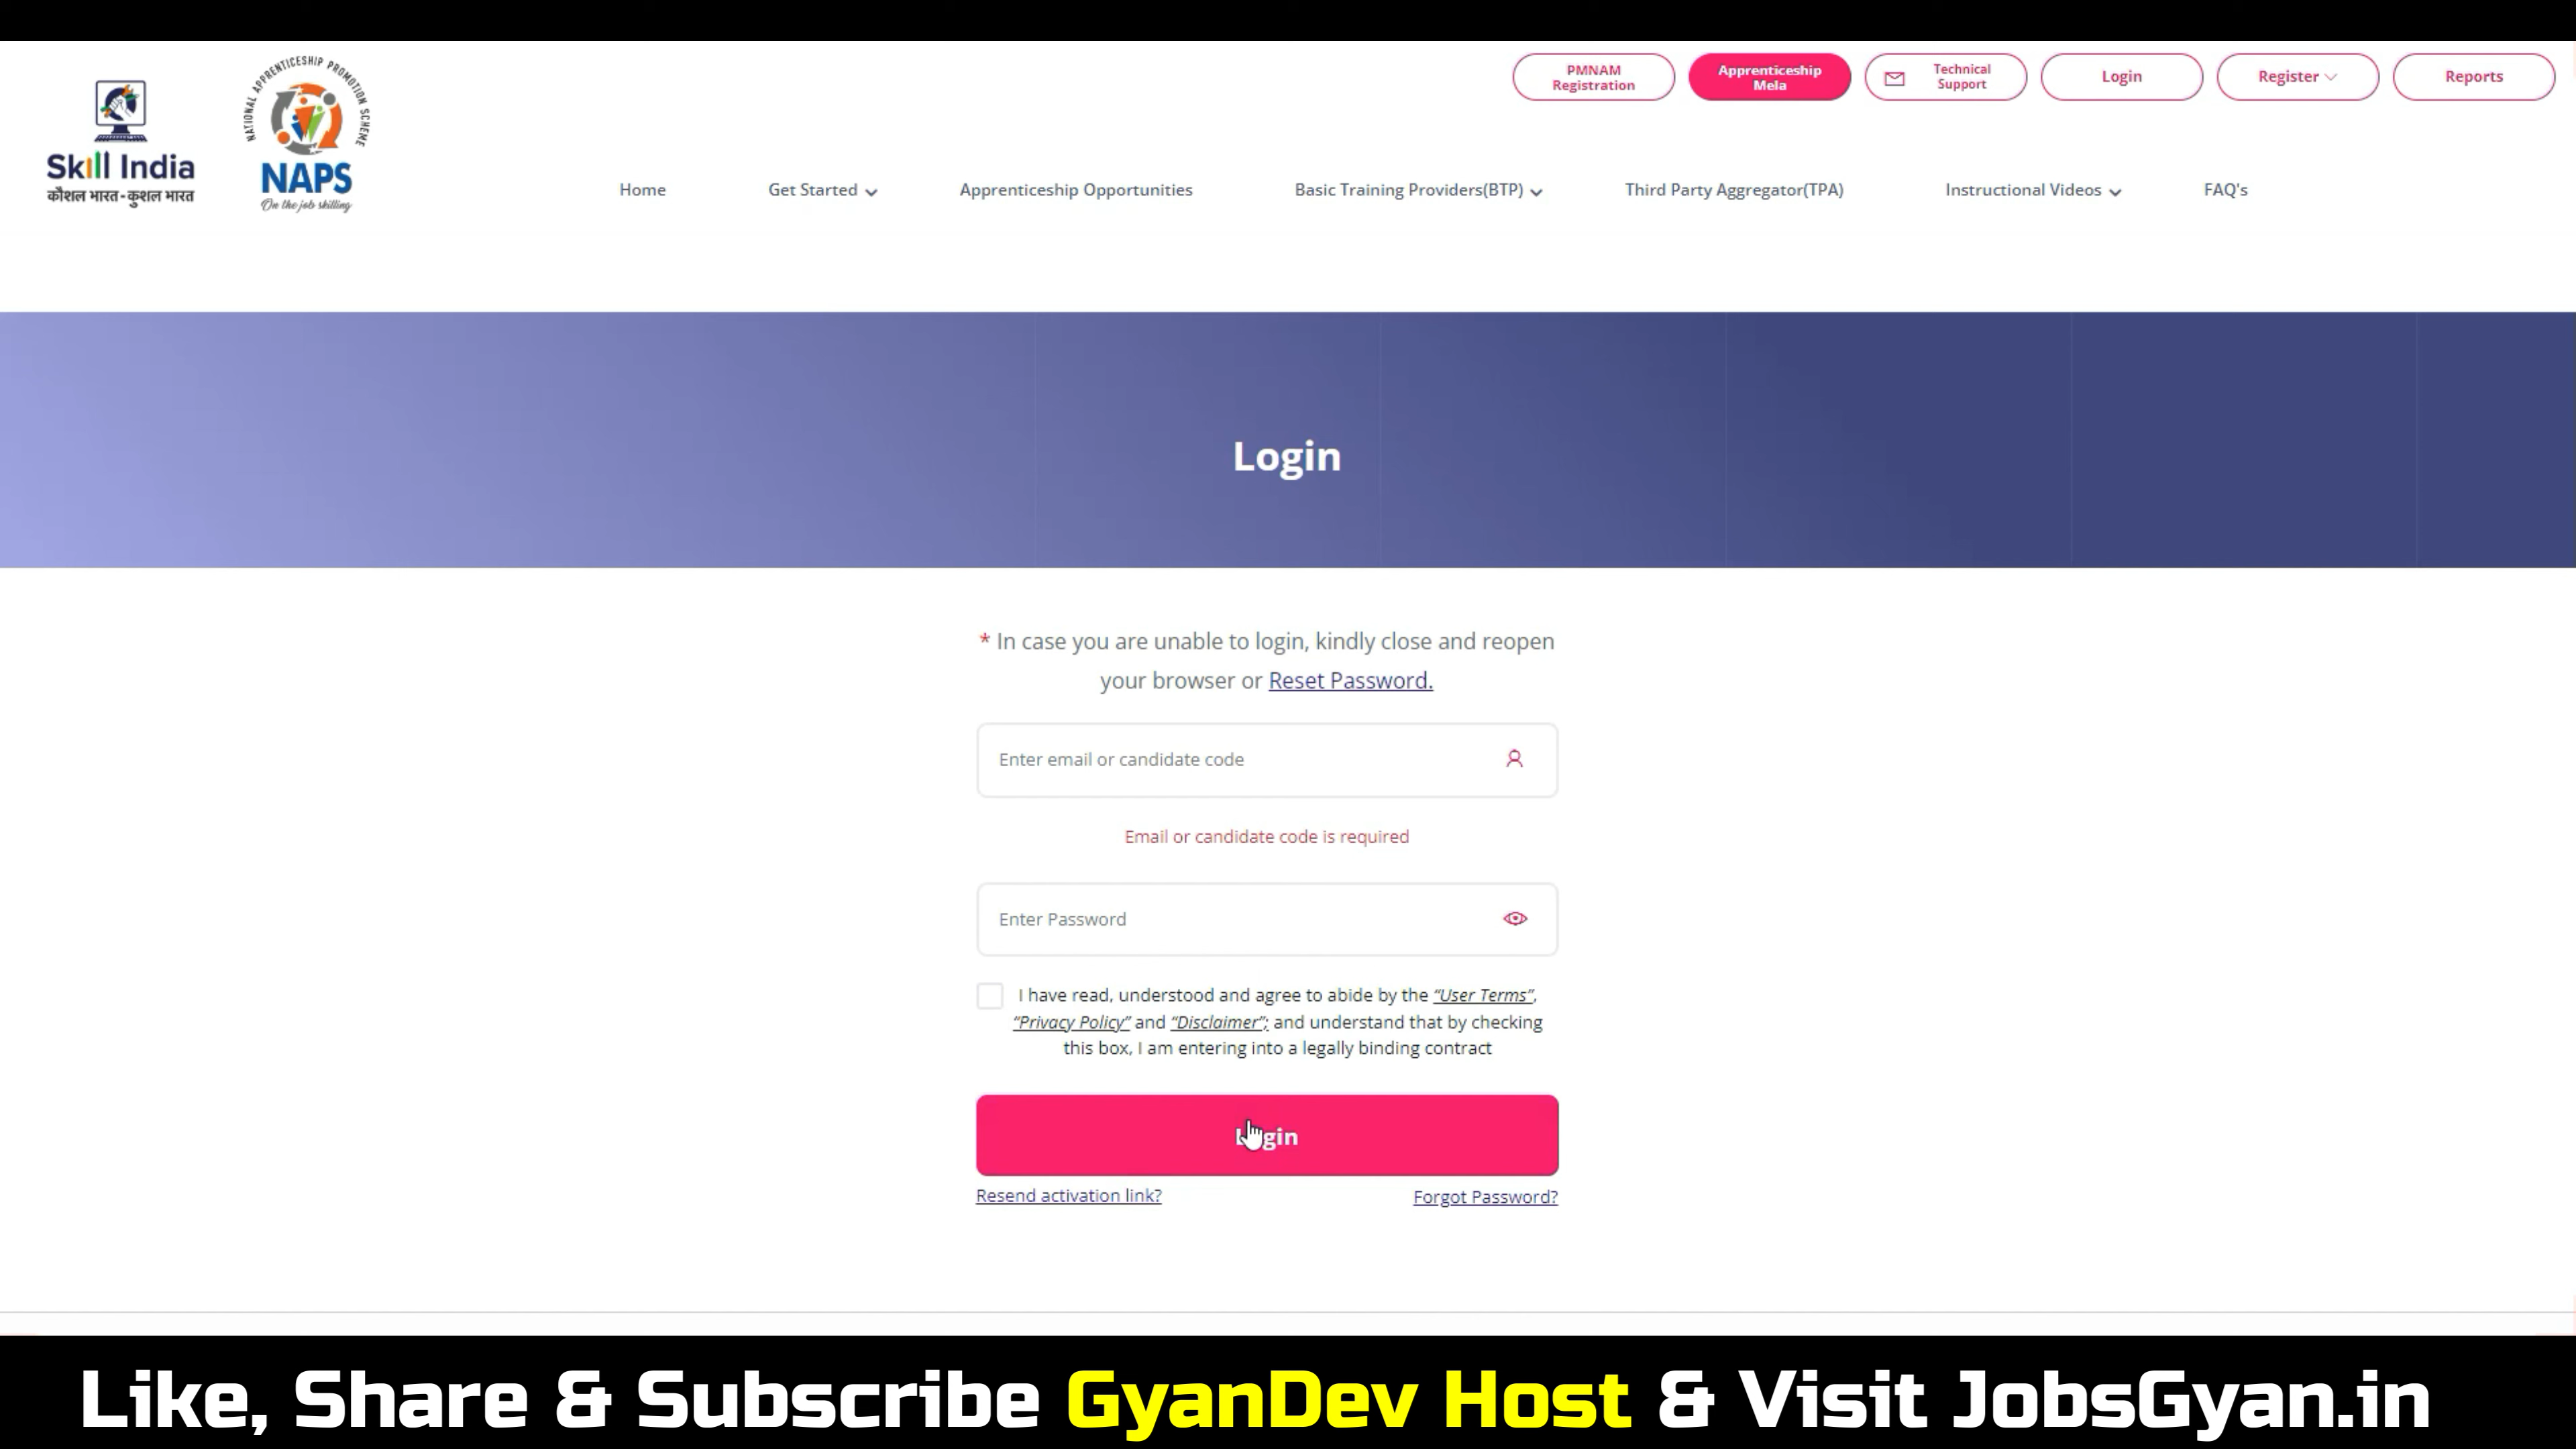 PMNAM
Registration
Apprenticeship
Mela
Technical
Support
Login
Register
Reports
Skill India
कौशल भारत-कुशल भारत
NATIONAL APPRENTICESHIP PROMOTION SCHEME
NAPS
On the job skilling
Home
Get Started
Apprenticeship Opportunities
Basic Training Providers(BTP)
Third Party Aggregator(TPA)
Instructional Videos
FAQ's
Login
* In case you are unable to login, kindly close and reopen
your browser or Reset Password.
Enter email or candidate code
Email or candidate code is required
Enter Password
I have read, understood and agree to abide by the “User Terms”,
“Privacy Policy” and “Disclaimer”; and understand that by checking
this box, I am entering into a legally binding contract
Login
Resend activation link?
Forgot Password?
Like, Share & Subscribe GyanDev Host & Visit JobsGyan.in